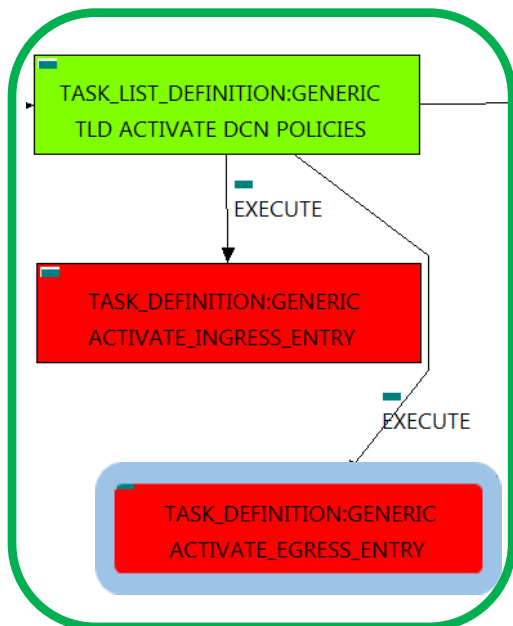 TASK_LIST_DEFINITION:GENERIC
TLD ACTIVATE DCN POLICIES
EXECUTE
TASK_DEFINITION:GENERIC
ACTIVATE_INGRESS_ENTRY
EXECUTE
TASK_DEFINITION:GENERIC
ACTIVATE_EGRESS_ENTRY